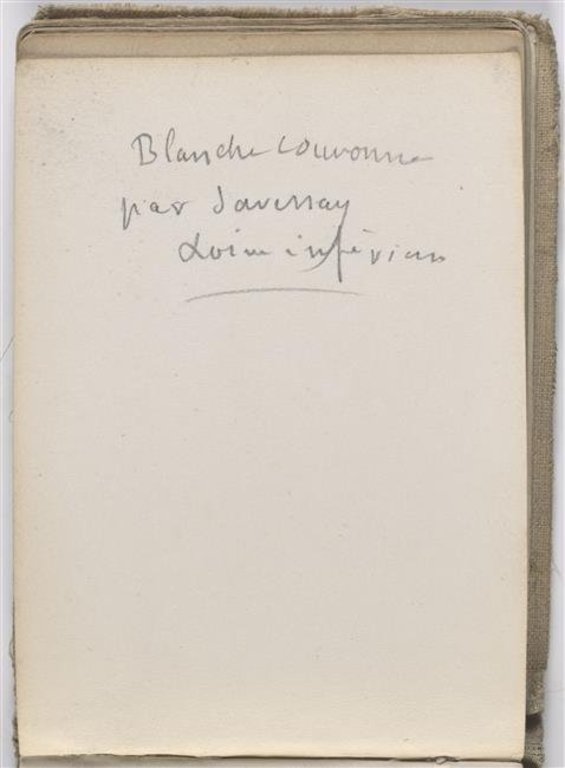 Blanche couronne
par Savenay
Loire inférieure